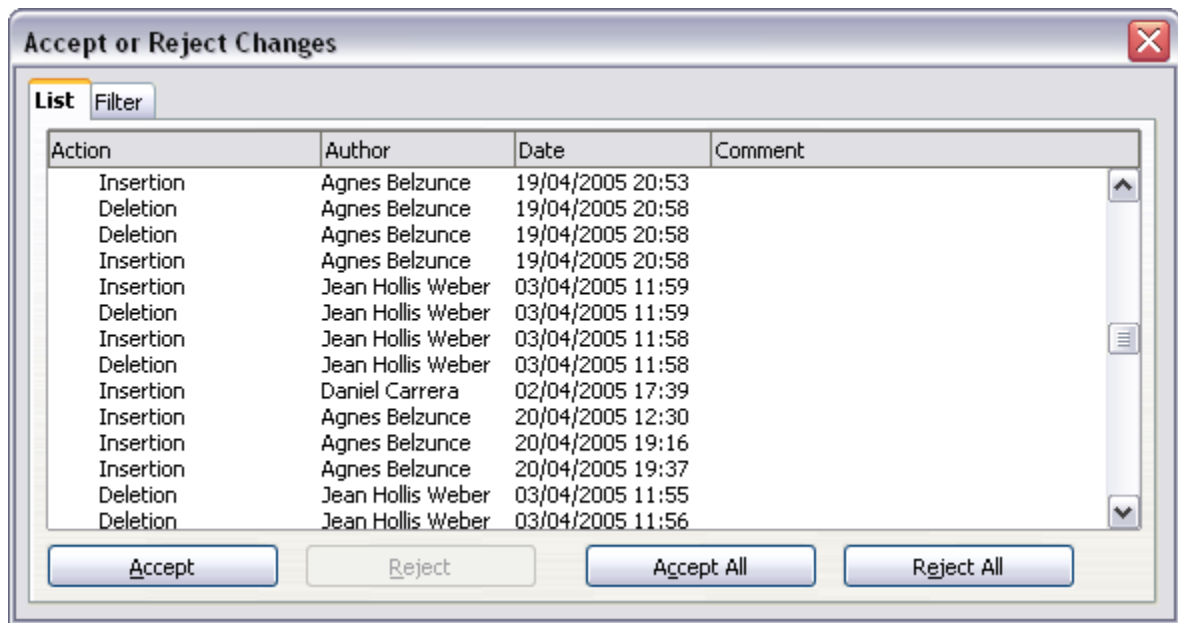 Accept or Reject Changes
List Filter
Action Author Date Comment
Insertion Agnes Belzunce 19/04/2005 20:53
Deletion Agnes Belzunce 19/04/2005 20:58
Deletion Agnes Belzunce 19/04/2005 20:58
Insertion Agnes Belzunce 19/04/2005 20:58
Insertion Jean Hollis Weber 03/04/2005 11:59
Deletion Jean Hollis Weber 03/04/2005 11:59
Insertion Jean Hollis Weber 03/04/2005 11:58
Deletion Jean Hollis Weber 03/04/2005 11:58
Insertion Daniel Carrera 02/04/2005 17:39
Insertion Agnes Belzunce 20/04/2005 12:30
Insertion Agnes Belzunce 20/04/2005 19:16
Insertion Agnes Belzunce 20/04/2005 19:37
Deletion Jean Hollis Weber 03/04/2005 11:55
Deletion Jean Hollis Weber 03/04/2005 11:56
Accept Reject Accept All Reject All